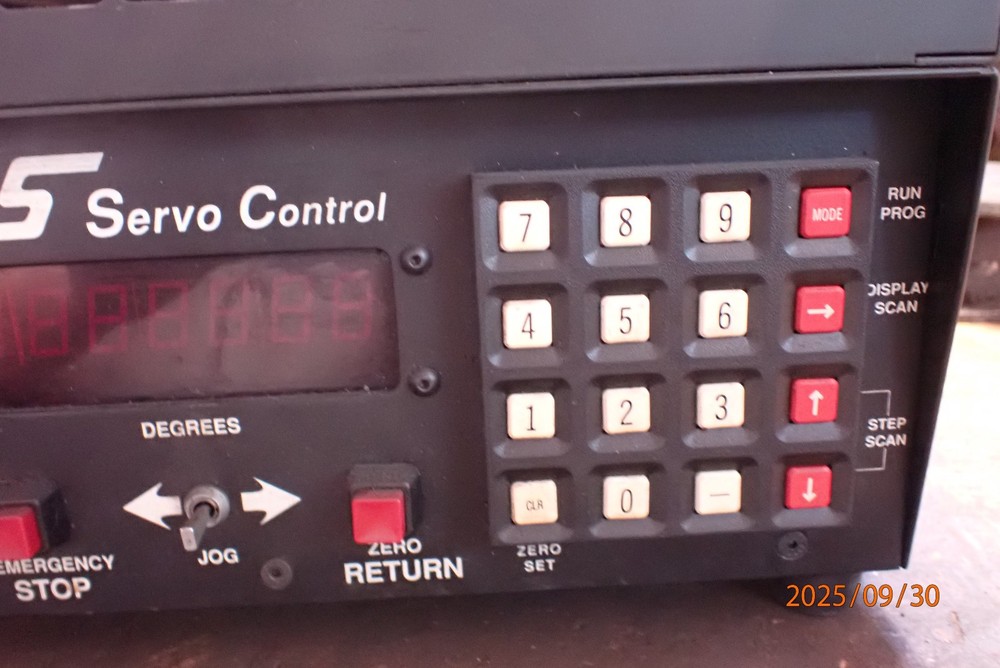 S Servo Control
DEGREES
EMERGENCY
STOP
JOG
ZERO
RETURN
7 8 9 MODE
4 5 6 →
1 2 3 ↑
CLR 0 — ↓
ZERO
SET
RUN
PROG
DISPLAY
SCAN
STEP
SCAN
2025/09/30